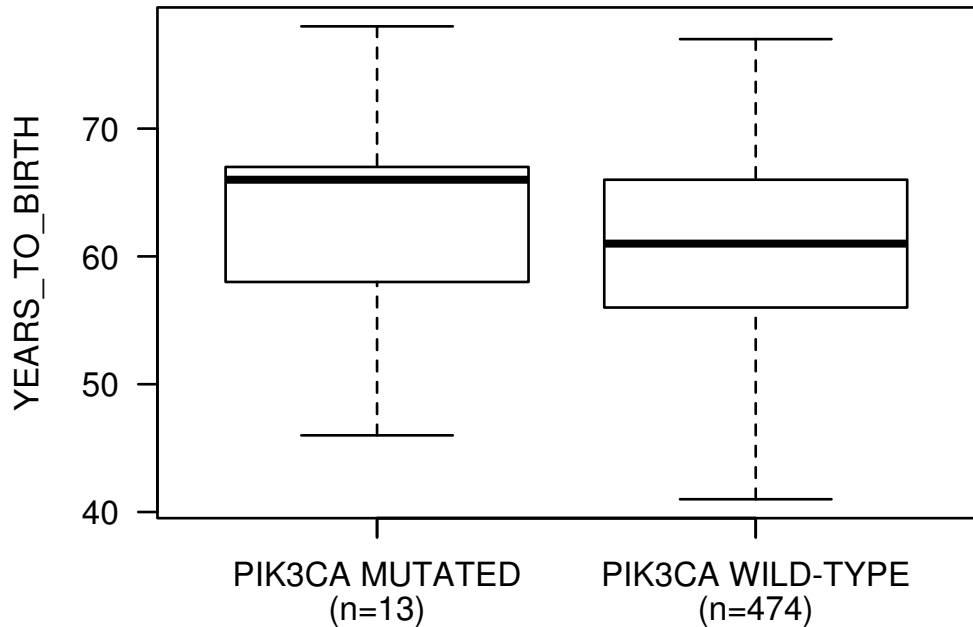 YEARS_TO_BIRTH
70
60
50
40
PIK3CA MUTATED
(n=13)
PIK3CA WILD-TYPE
(n=474)